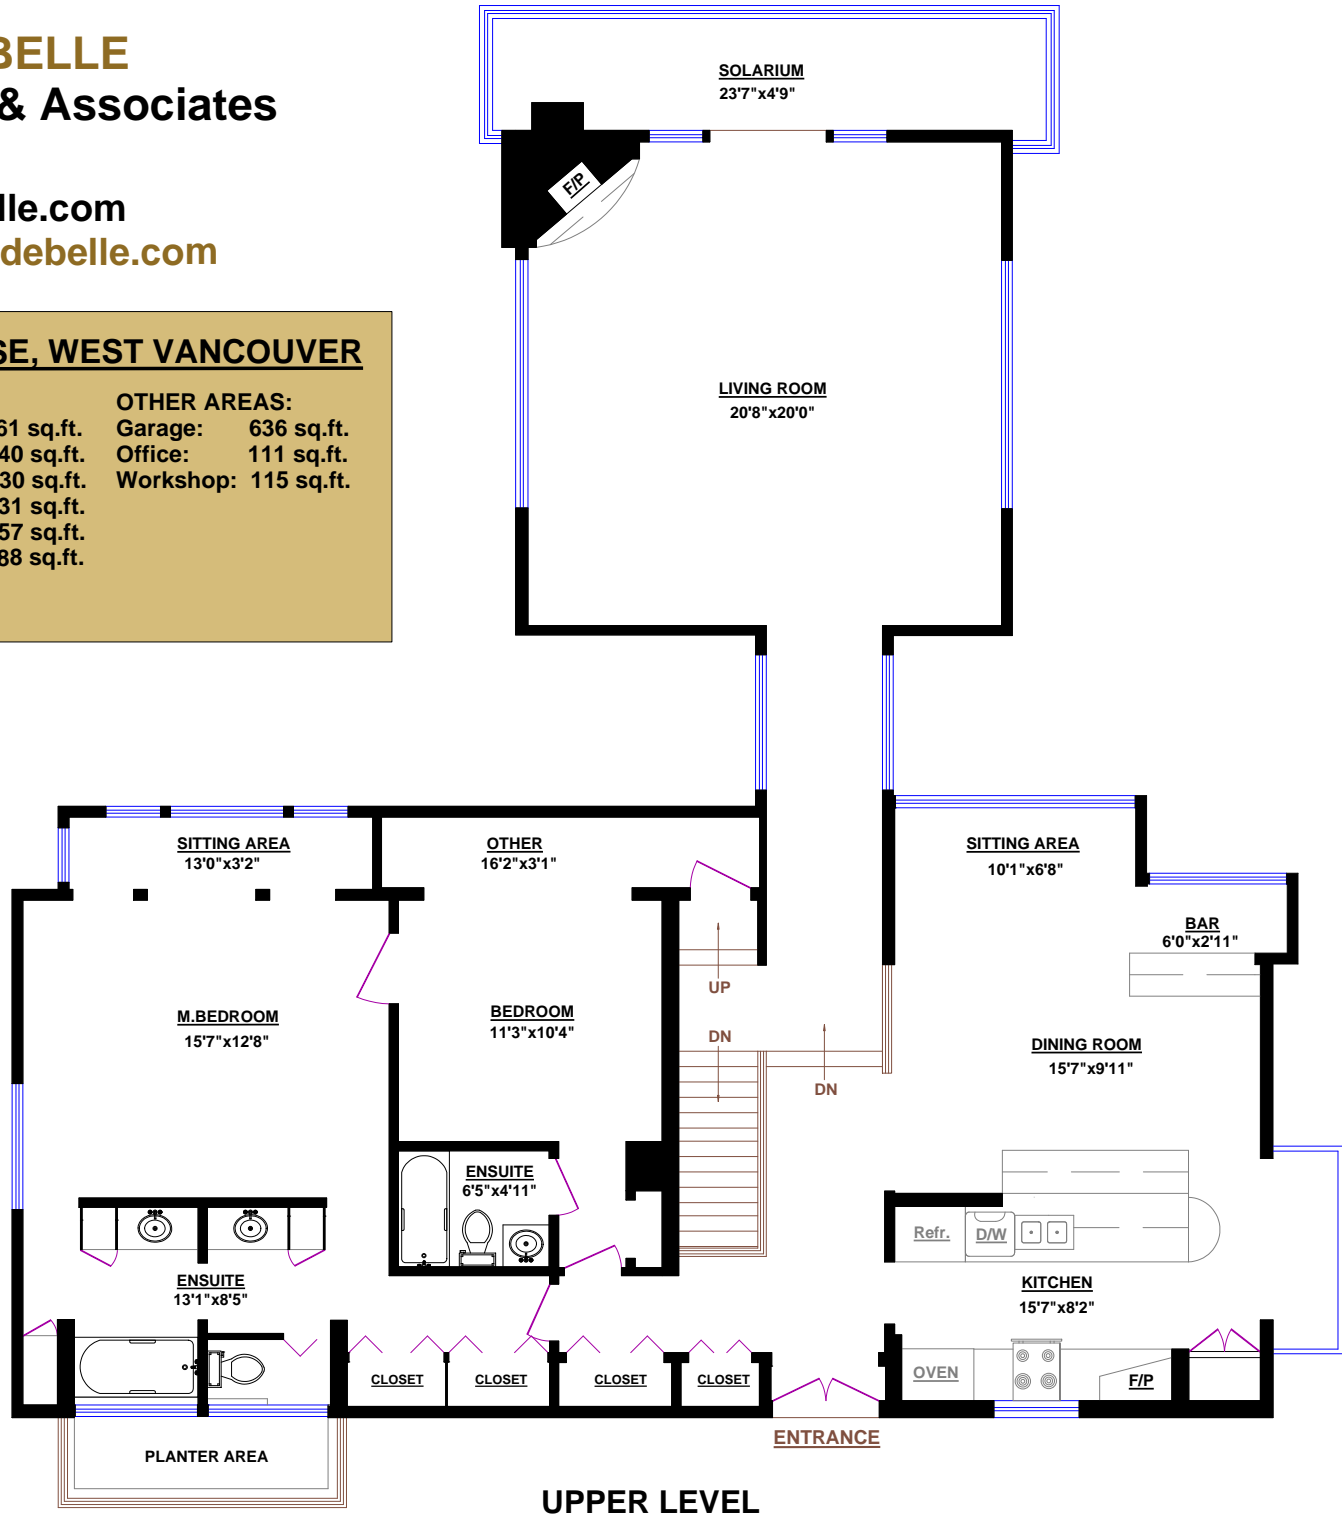 BELLE
& Associates
lle.com
debelle.com
SE, WEST VANCOUVER
OTHER AREAS:
61 sq.ft. Garage: 636 sq.ft.
40 sq.ft. Office: 111 sq.ft.
30 sq.ft. Workshop: 115 sq.ft.
31 sq.ft.
57 sq.ft.
88 sq.ft.
SOLARIUM
23'7"x4'9"
F/P
LIVING ROOM
20'8"x20'0"
SITTING AREA
13'0"x3'2"
OTHER
16'2"x3'1"
SITTING AREA
10'1"x6'8"
BAR
6'0"x2'11"
UP
M.BEDROOM
15'7"x12'8"
BEDROOM
11'3"x10'4"
DN
DN
DINING ROOM
15'7"x9'11"
ENSUITE
6'5"x4'11"
Refr.
D/W
ENSUITE
13'1"x8'5"
KITCHEN
15'7"x8'2"
CLOSET
CLOSET
CLOSET
CLOSET
OVEN
F/P
ENTRANCE
PLANTER AREA
UPPER LEVEL